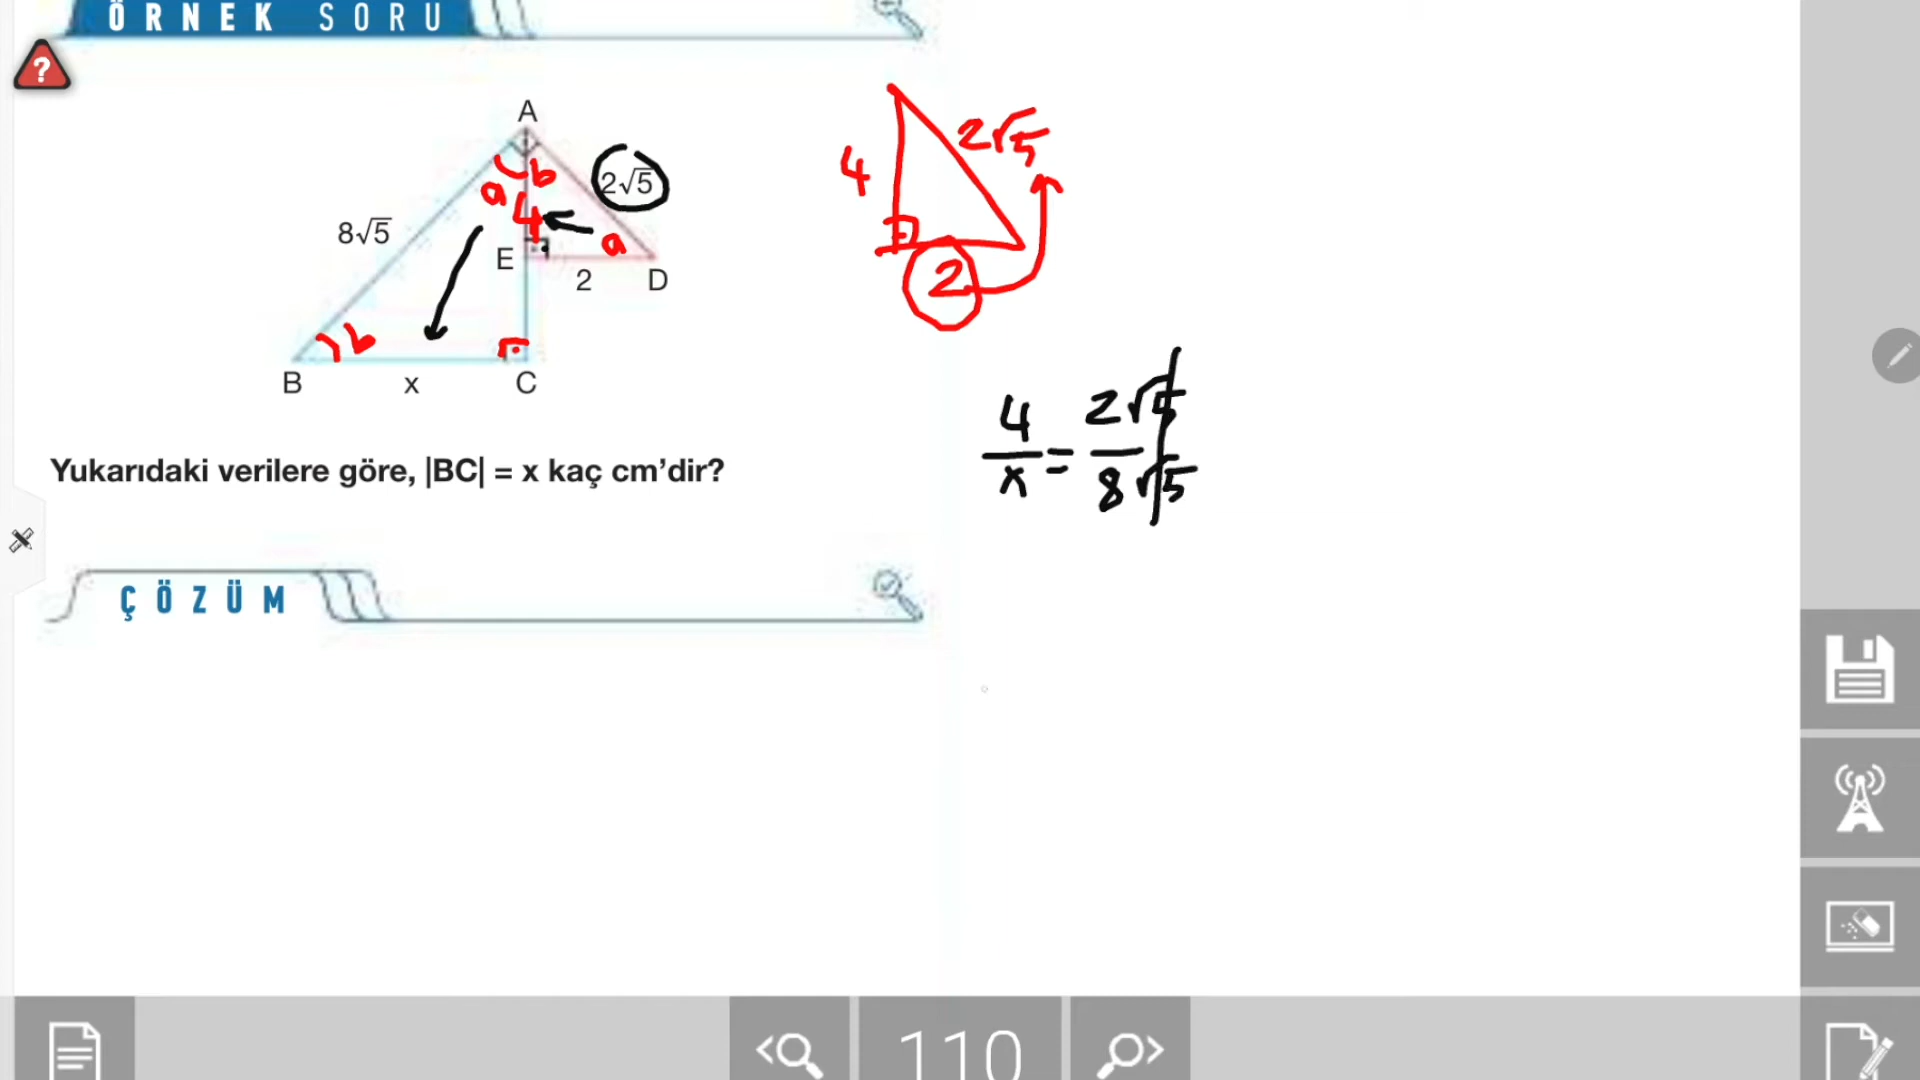 ÖRNEK SORU
?
A
2√5
b
a
4
8√5
a
E
2
D
b
B
x
C
4
2√5
2
4/x = 2√5/8√5
Yukarıdaki verilere göre, |BC| = x kaç cm’dir?
ÇÖZÜM
110